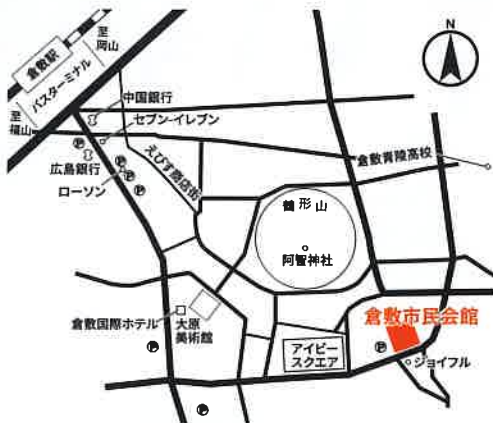 N
至
岡山
倉敷駅
バスターミナル
至
福山
中国銀行
セブン-イレブン
P
広島銀行
ローソン
P
P
P
えびす商店街
倉敷青陵高校
鶴形山
阿智神社
倉敷国際ホテル
大原
美術館
倉敷市民会館
アイビー
スクエア
P
ジョイフル
P
P